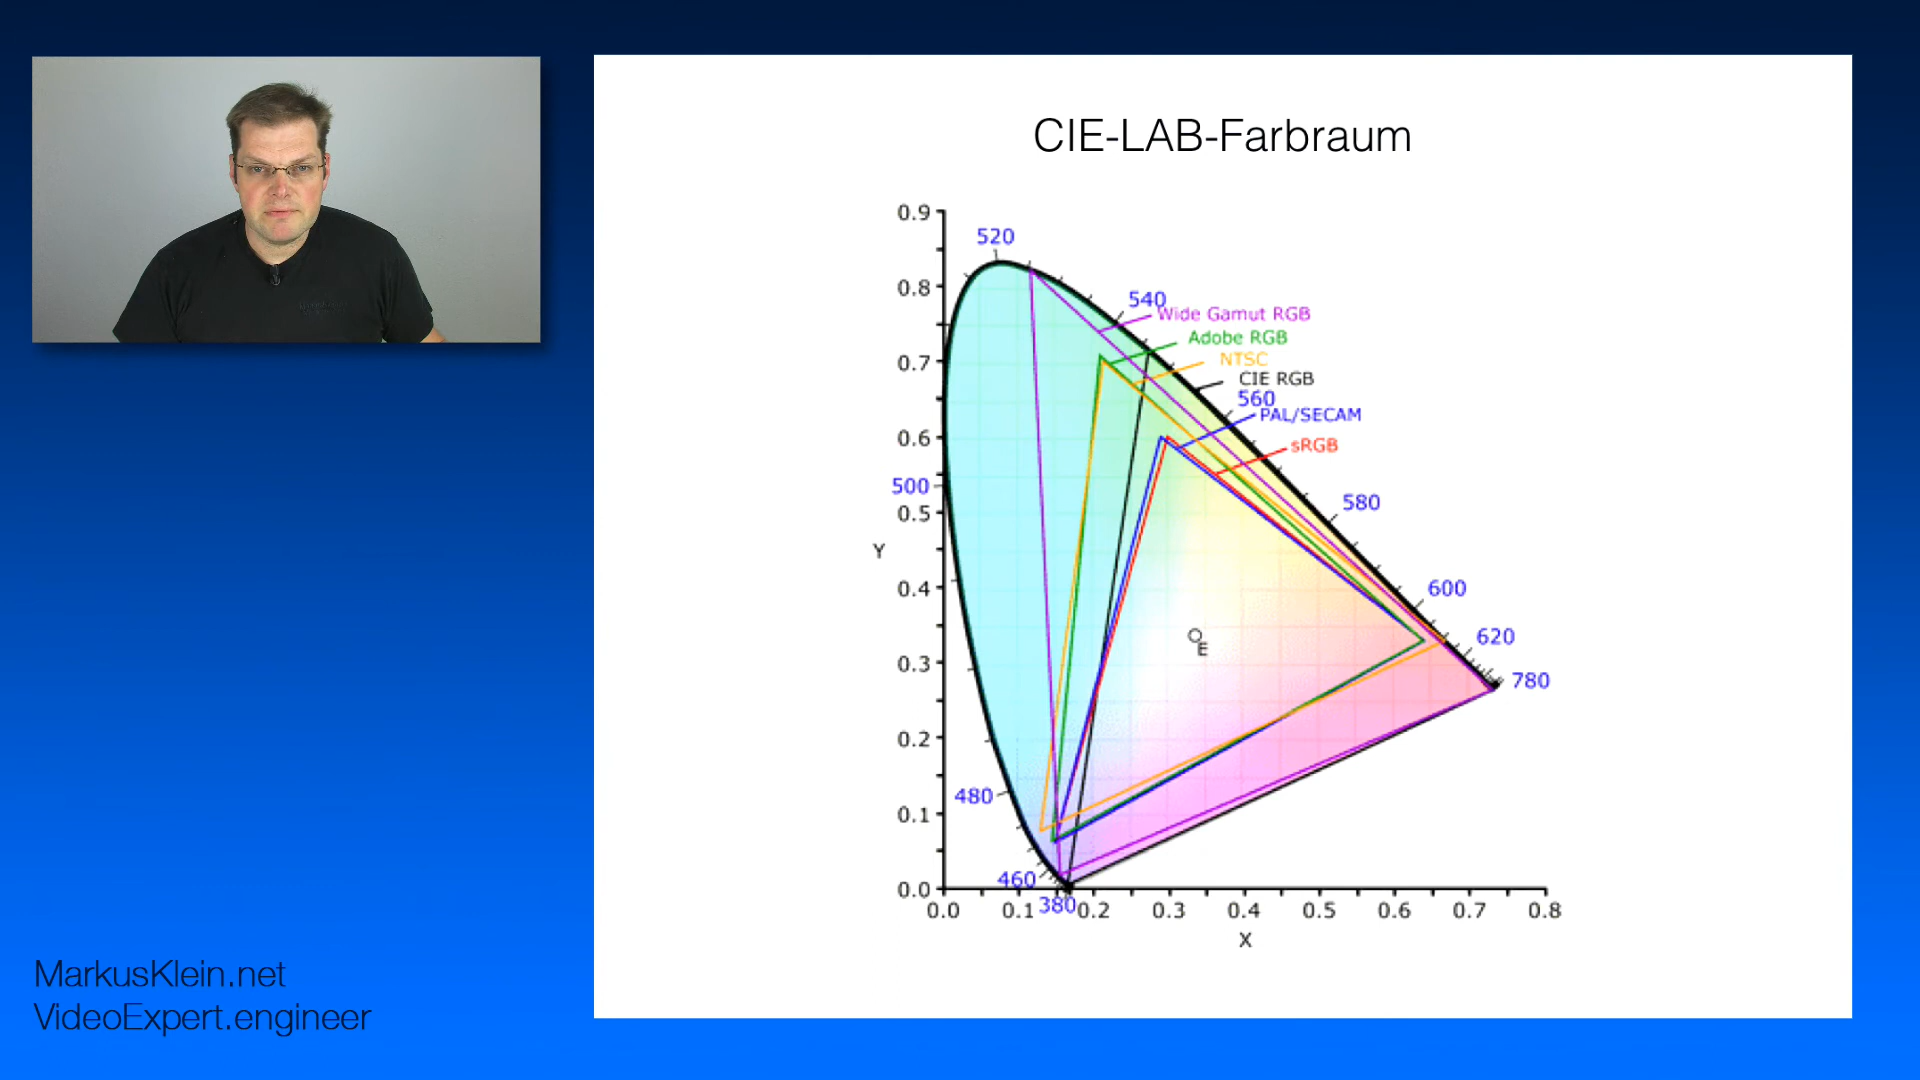 CIE-LAB-Farbraum
0.9
520
0.8
540
Wide Gamut RGB
Adobe RGB
0.7
NTSC
CIE RGB
560
PAL/SECAM
0.6
sRGB
500
580
0.5
Y
0.4
600
620
E
0.3
780
0.2
480
0.1
460
0.0
380
0.0 0.1 0.2 0.3 0.4 0.5 0.6 0.7 0.8
X
MarkusKlein.net
VideoExpert.engineer